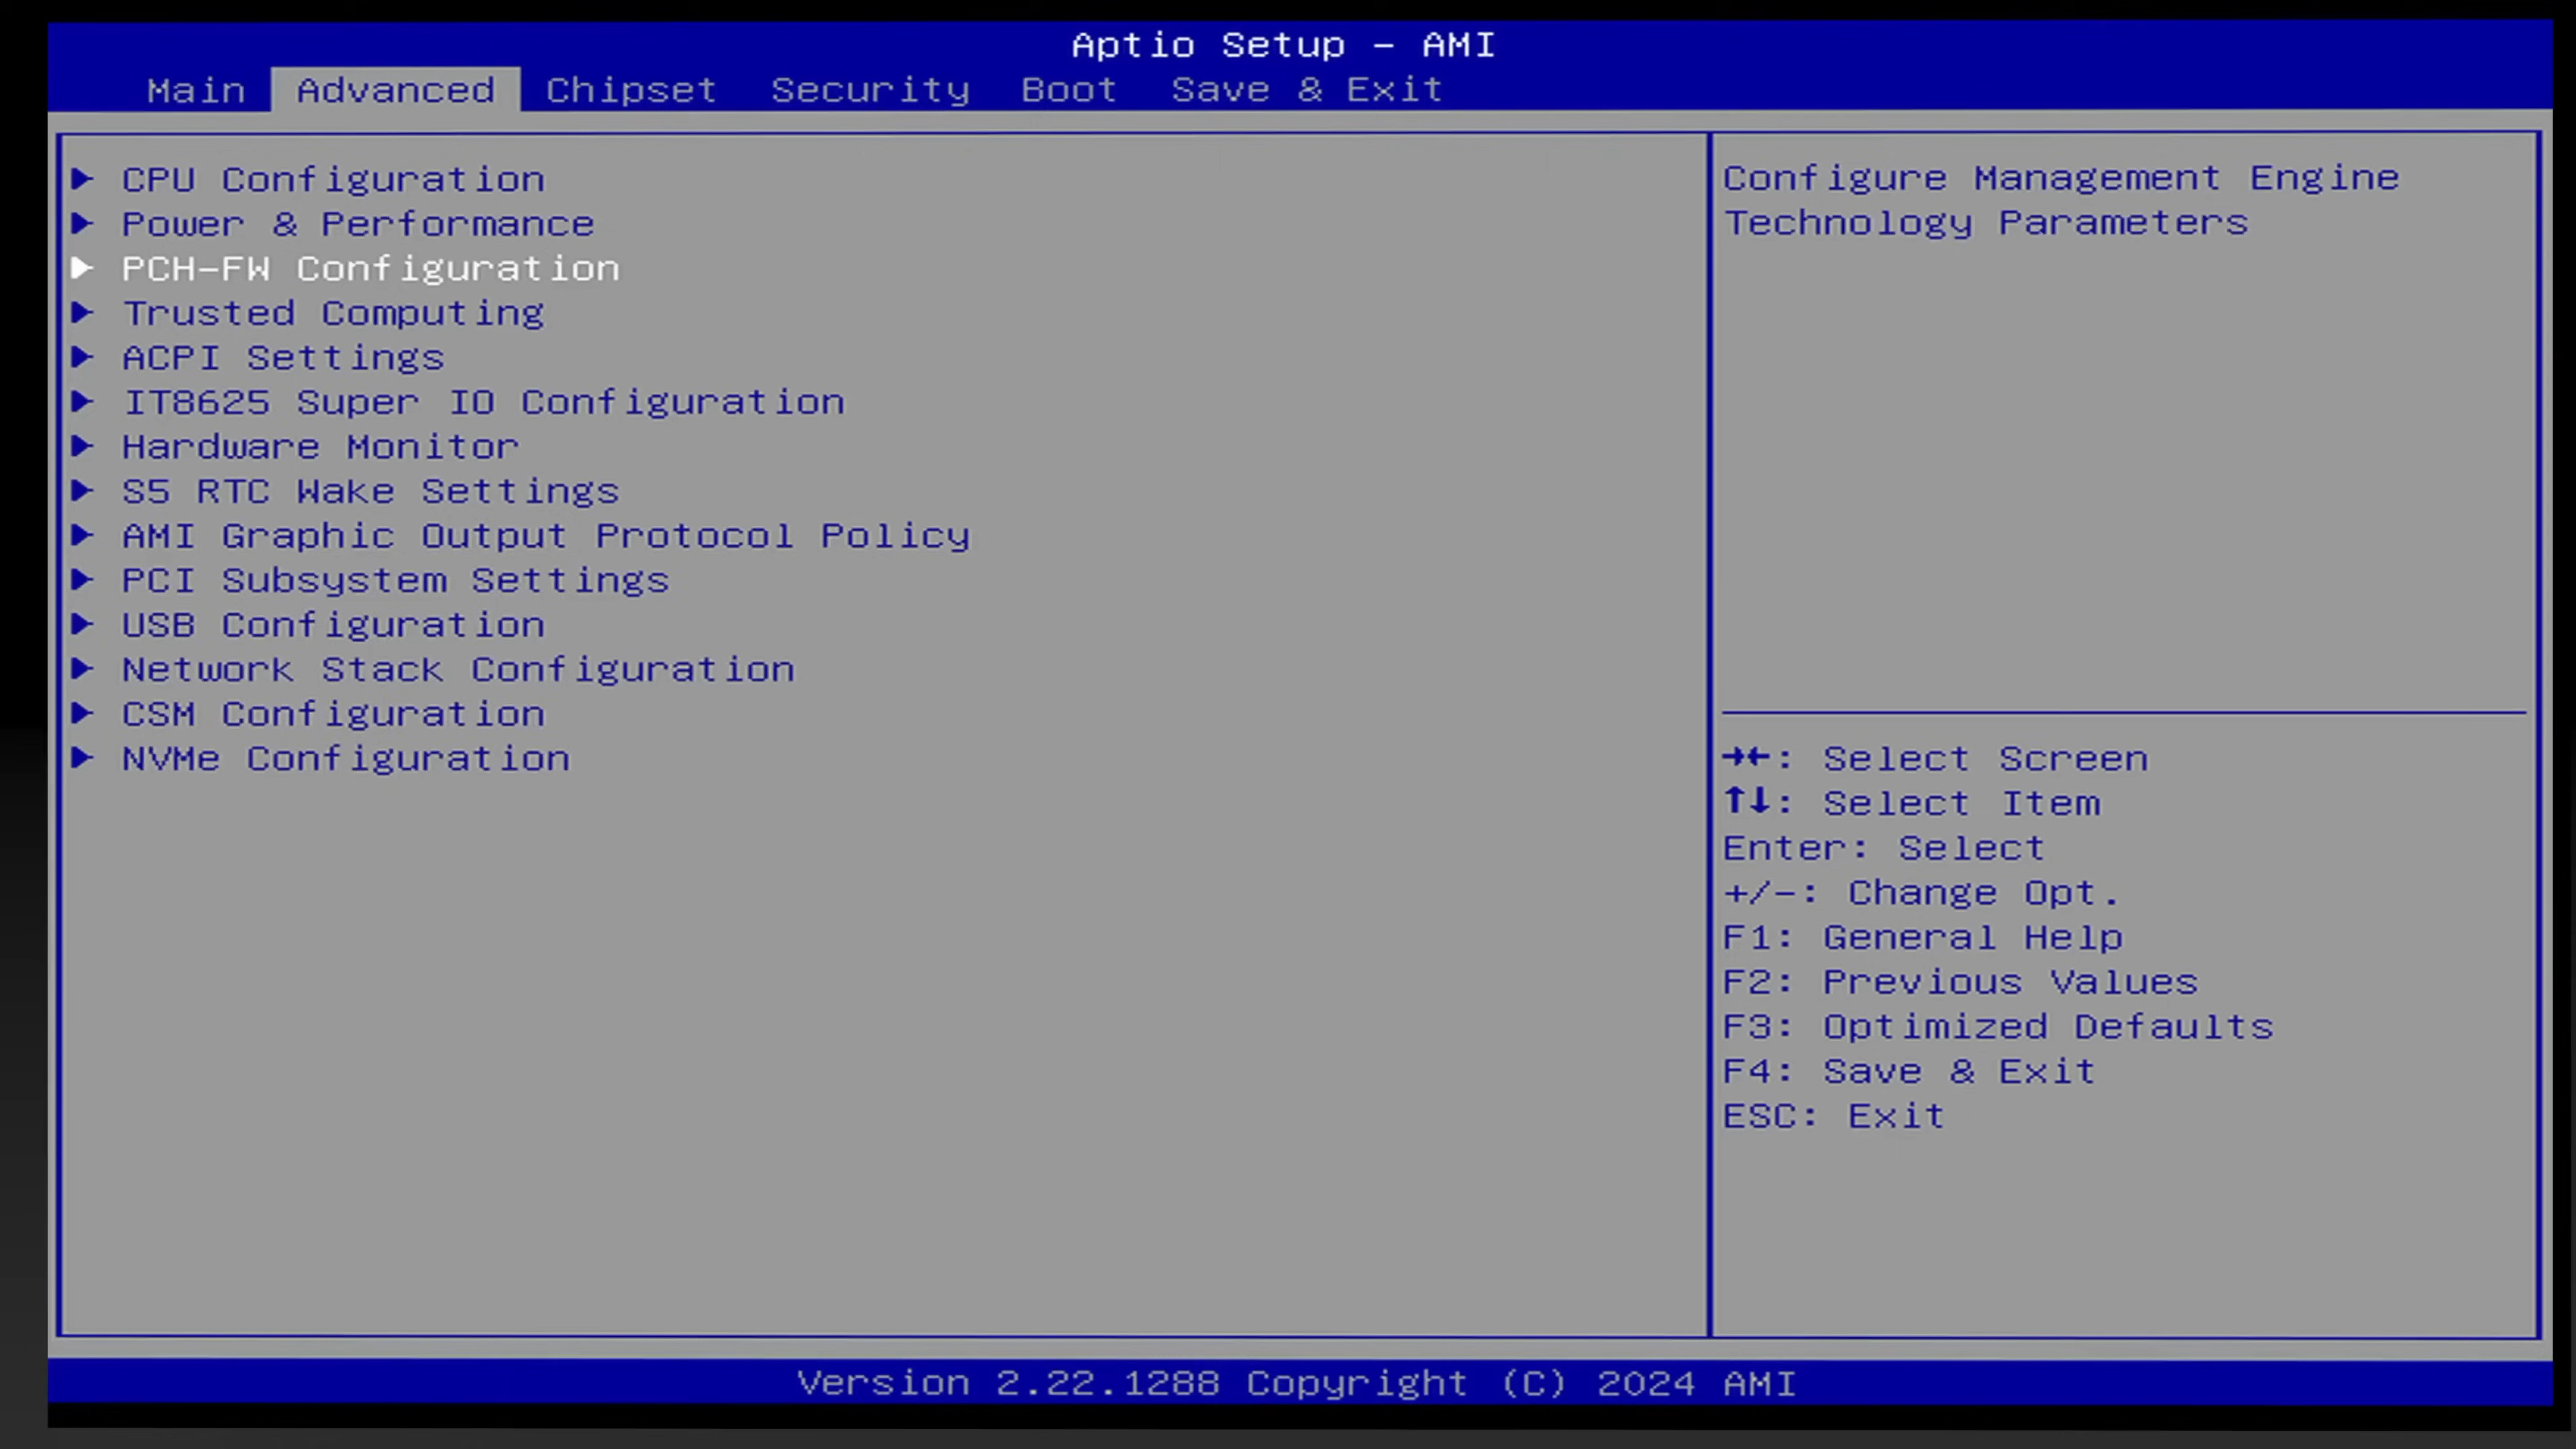 Aptio Setup – AMI
Main Advanced Chipset Security Boot Save & Exit
► CPU Configuration
► Power & Performance
► PCH-FW Configuration
► Trusted Computing
► ACPI Settings
► IT8625 Super IO Configuration
► Hardware Monitor
► S5 RTC Wake Settings
► AMI Graphic Output Protocol Policy
► PCI Subsystem Settings
► USB Configuration
► Network Stack Configuration
► CSM Configuration
► NVMe Configuration
Configure Management Engine
Technology Parameters
→←: Select Screen
↑↓: Select Item
Enter: Select
+/-: Change Opt.
F1: General Help
F2: Previous Values
F3: Optimized Defaults
F4: Save & Exit
ESC: Exit
Version 2.22.1288 Copyright (C) 2024 AMI